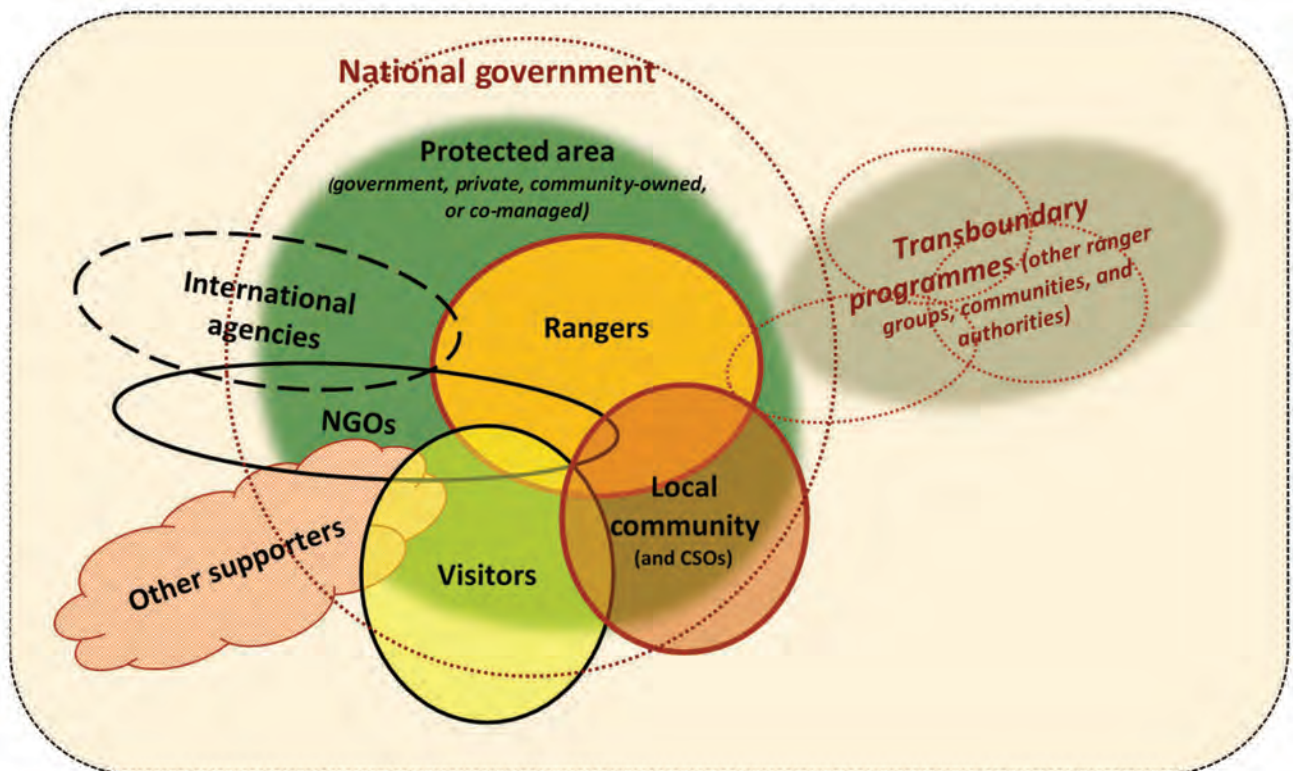 National government
Protected area
(government, private, community-owned,
or co-managed)
International
agencies
Rangers
Transboundary
programmes (other ranger
groups, communities, and
authorities)
NGOs
Local
community
(and CSOs)
Other supporters
Visitors